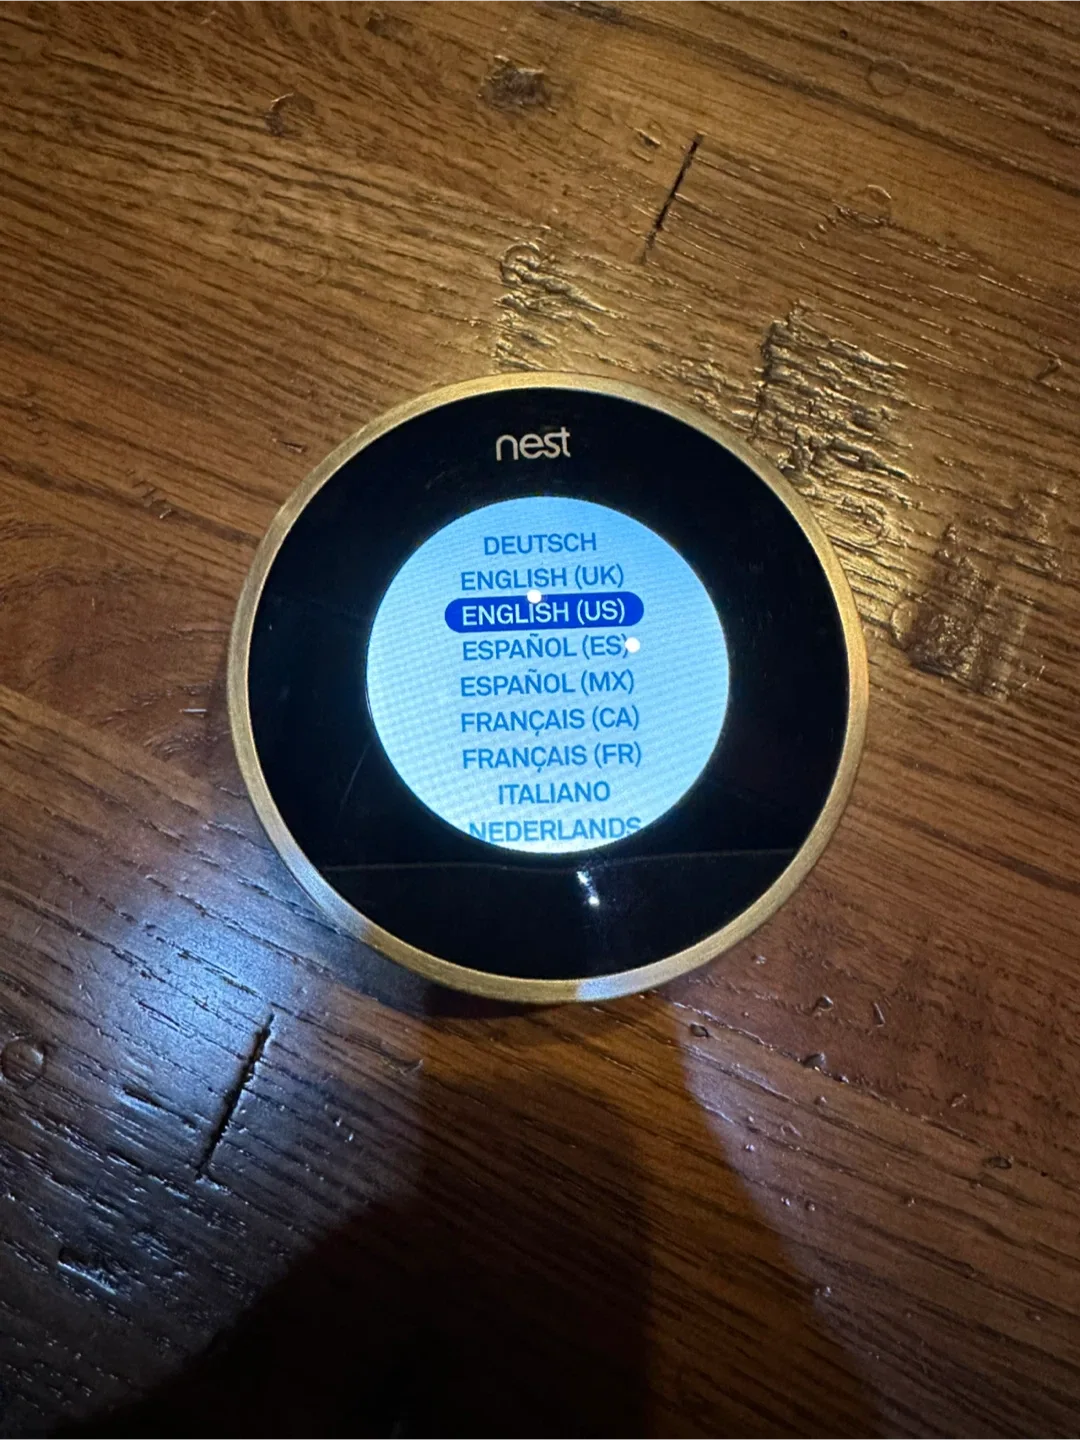 nest
DEUTSCH
ENGLISH (UK)
ENGLISH (US)
ESPAÑOL (ES)
ESPAÑOL (MX)
FRANÇAIS (CA)
FRANÇAIS (FR)
ITALIANO
NEDERLANDS